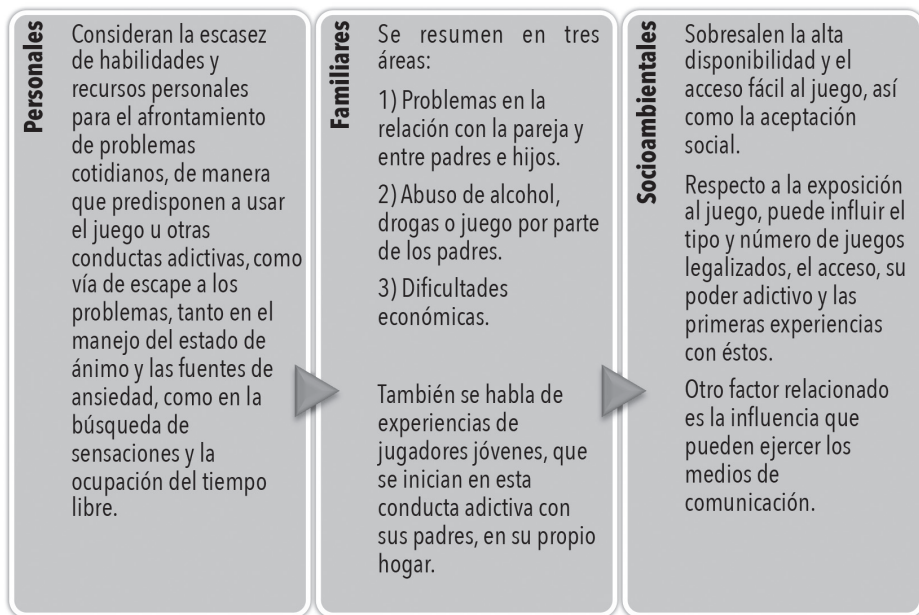 Personales
Consideran la escasez
de habilidades y
recursos personales
para el afrontamiento
de problemas
cotidianos, de manera
que predisponen a usar
el juego u otras
conductas adictivas, como
vía de escape a los
problemas, tanto en el
manejo del estado de
ánimo y las fuentes de
ansiedad, como en la
búsqueda de
sensaciones y la
ocupación del tiempo
libre.
Familiares
Se resumen en tres
áreas:
1) Problemas en la
relación con la pareja y
entre padres e hijos.
2) Abuso de alcohol,
drogas o juego por parte
de los padres.
3) Dificultades
económicas.
También se habla de
experiencias de
jugadores jóvenes, que
se inician en esta
conducta adictiva con
sus padres, en su propio
hogar.
Socioambientales
Sobresalen la alta
disponibilidad y el
acceso fácil al juego, así
como la aceptación
social.
Respecto a la exposición
al juego, puede influir el
tipo y número de juegos
legalizados, el acceso, su
poder adictivo y las
primeras experiencias
con éstos.
Otro factor relacionado
es la influencia que
pueden ejercer los
medios de
comunicación.